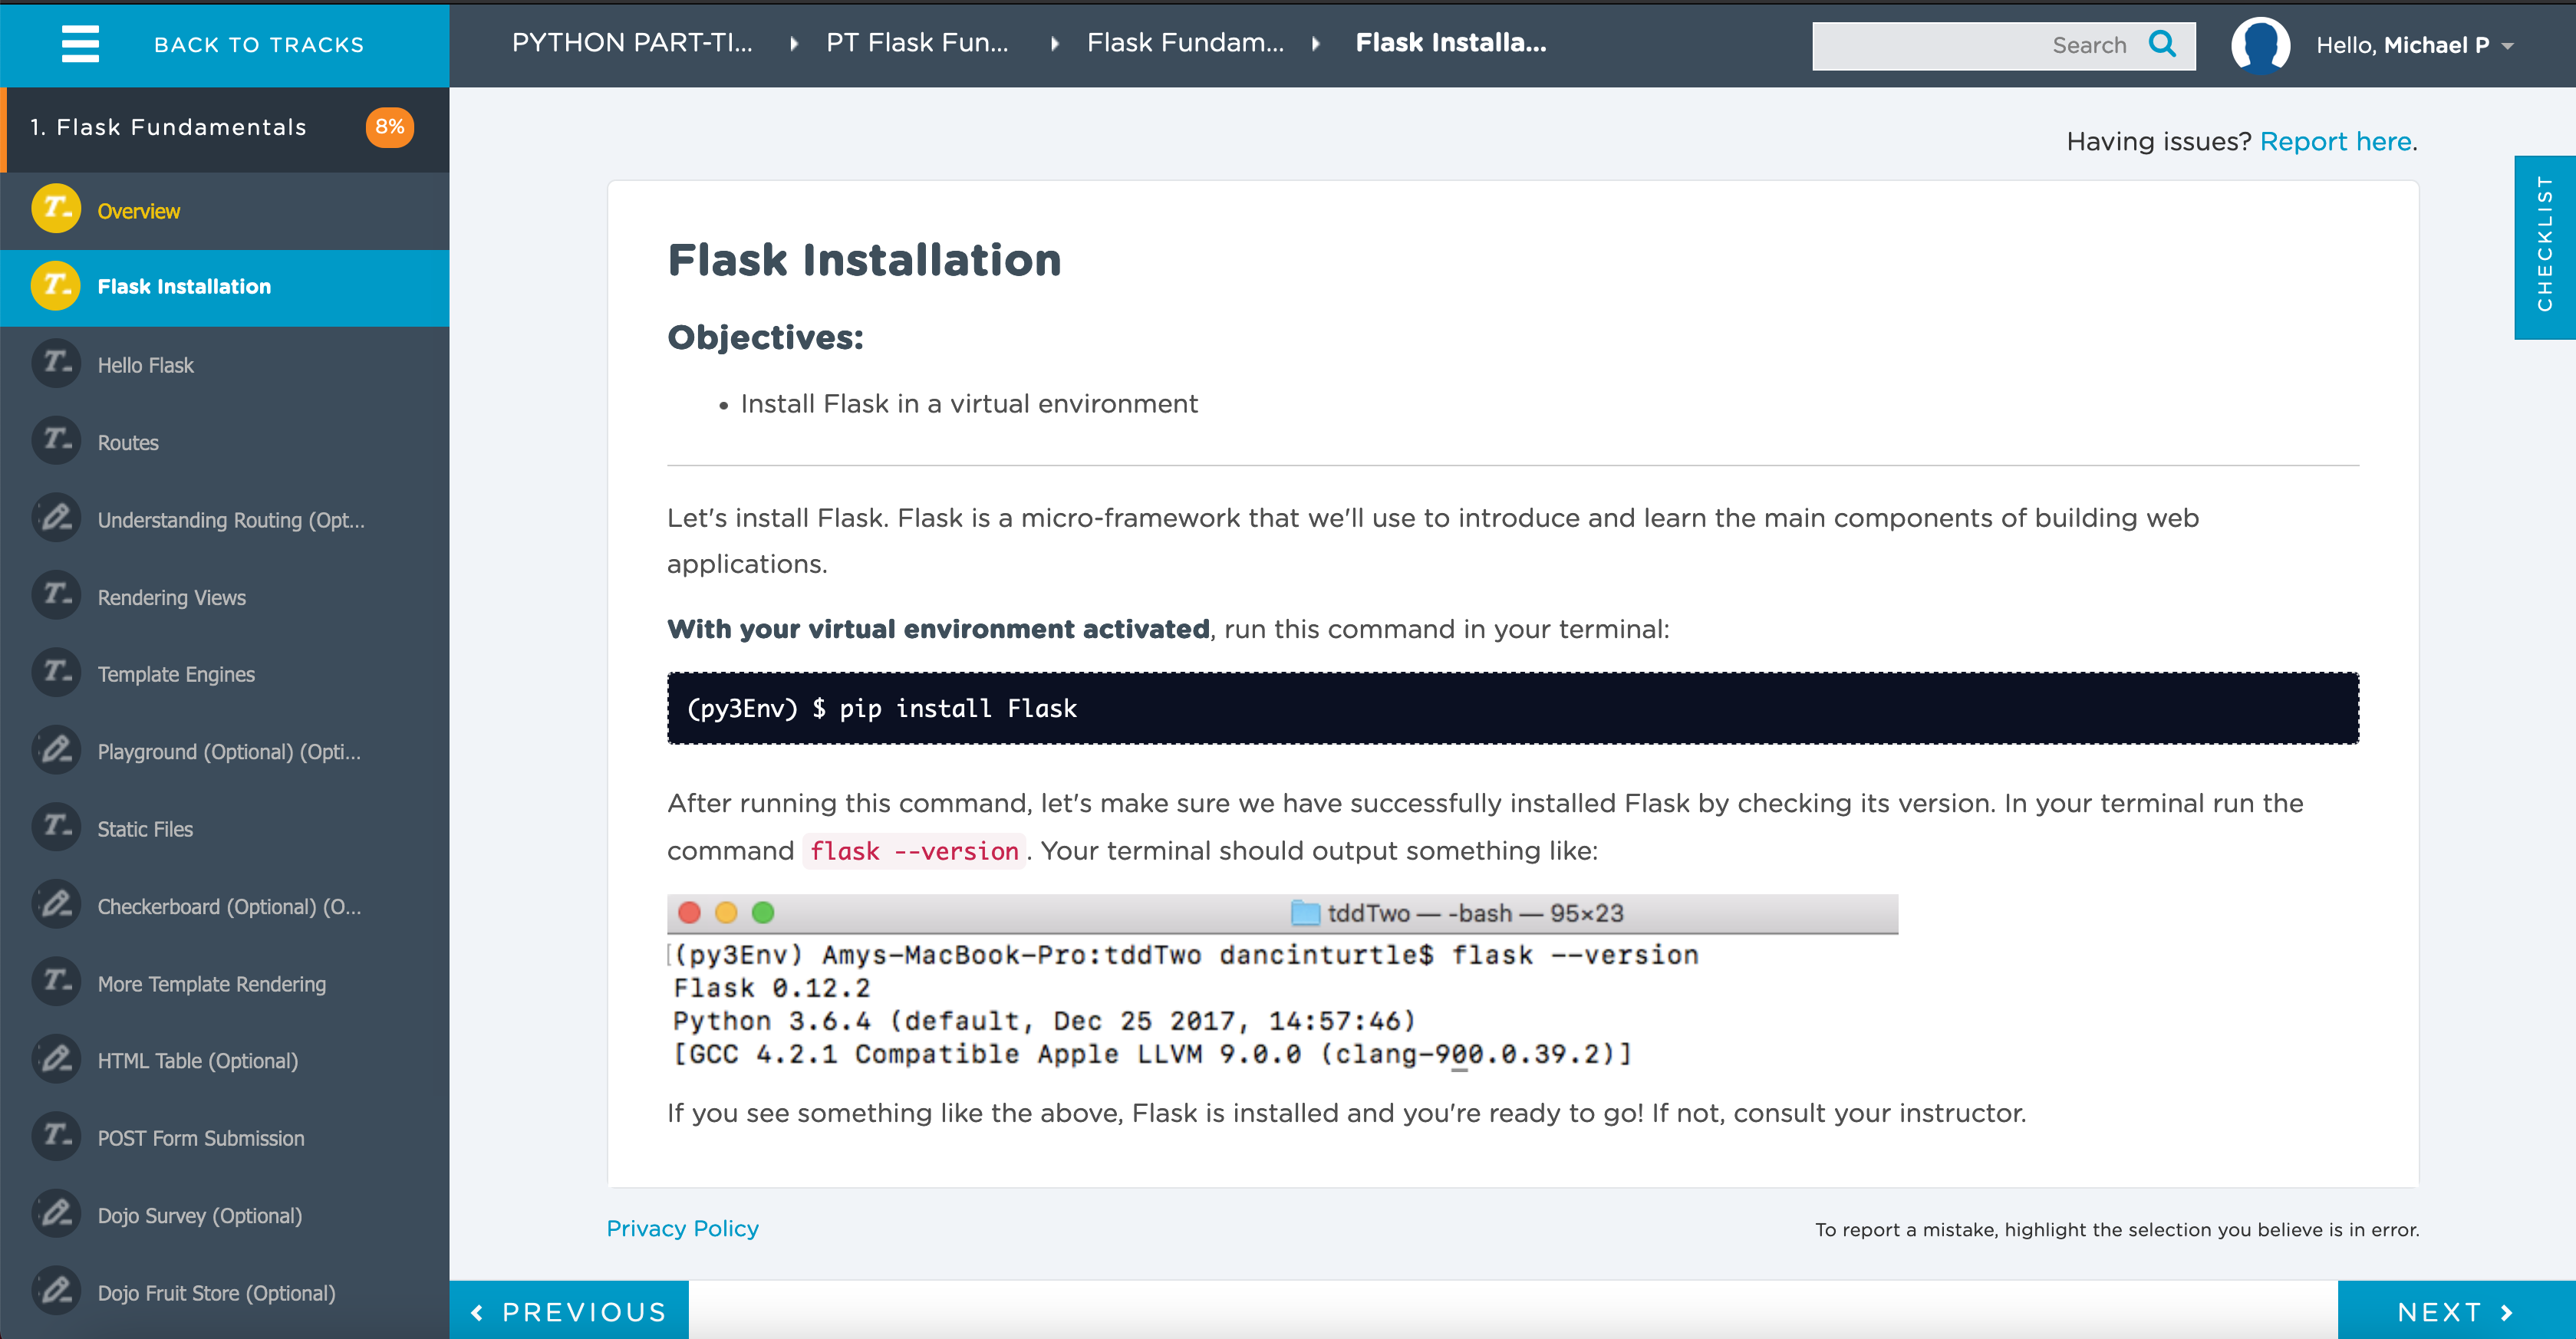 BACK TO TRACKS
PYTHON PART-TI...
PT Flask Fun...
Flask Fundam...
Flask Installa...
Search
Hello, Michael P
1. Flask Fundamentals
8%
Overview
Flask Installation
Hello Flask
Routes
Understanding Routing (Opt...
Rendering Views
Template Engines
Playground (Optional) (Opti...
Static Files
Checkerboard (Optional) (O...
More Template Rendering
HTML Table (Optional)
POST Form Submission
Dojo Survey (Optional)
Dojo Fruit Store (Optional)
Having issues? Report here.
CHECKLIST
Flask Installation
Objectives:
• Install Flask in a virtual environment
Let's install Flask. Flask is a micro-framework that we'll use to introduce and learn the main components of building web
applications.
With your virtual environment activated, run this command in your terminal:
(py3Env) $ pip install Flask
After running this command, let's make sure we have successfully installed Flask by checking its version. In your terminal run the
command flask --version. Your terminal should output something like:
tddTwo — -bash — 95×23
[(py3Env) Amys-MacBook-Pro:tddTwo dancinturtle$ flask --version
Flask 0.12.2
Python 3.6.4 (default, Dec 25 2017, 14:57:46)
[GCC 4.2.1 Compatible Apple LLVM 9.0.0 (clang-900.0.39.2)]
If you see something like the above, Flask is installed and you're ready to go! If not, consult your instructor.
Privacy Policy
To report a mistake, highlight the selection you believe is in error.
PREVIOUS
NEXT